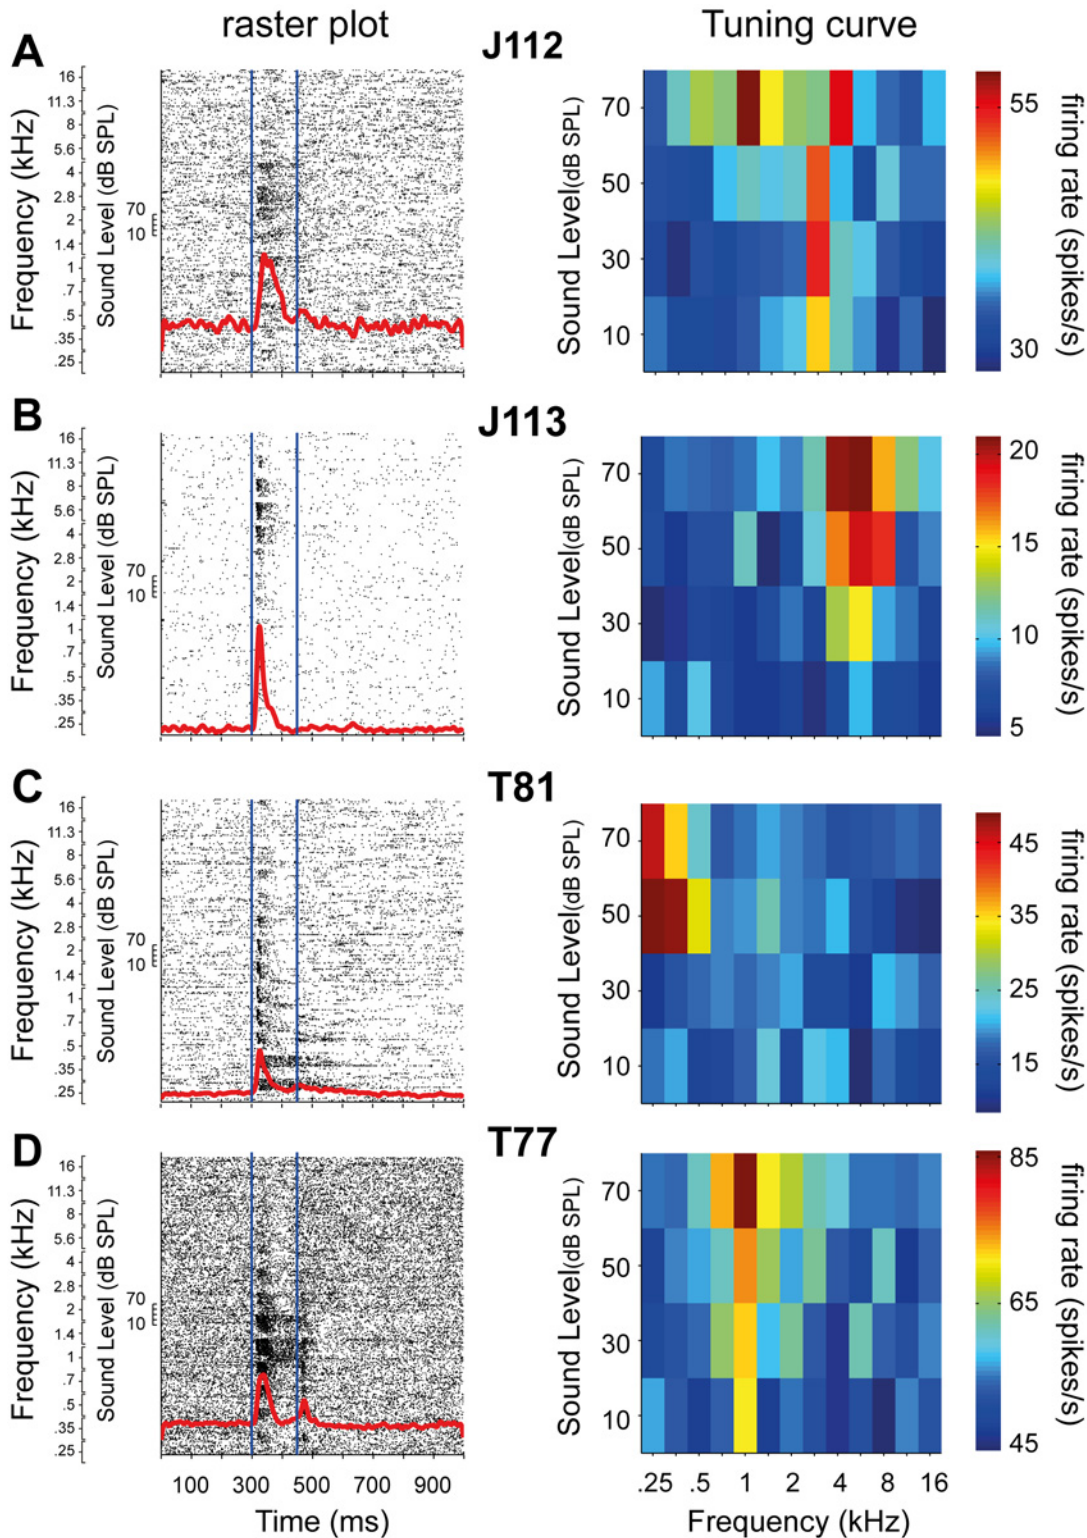 raster plot
Tuning curve
A
J112
Frequency (kHz)
16
11.3
8
5.6
4
2.8
2
1.4
1
.7
.5
.35
.25
Sound Level (dB SPL)
70
10
Sound Level(dB SPL)
70
50
30
10
55
30
firing rate (spikes/s)
B
J113
Frequency (kHz)
16
11.3
8
5.6
4
2.8
2
1.4
1
.7
.5
.35
.25
Sound Level (dB SPL)
70
10
Sound Level(dB SPL)
70
50
30
10
20
15
10
5
firing rate (spikes/s)
C
T81
Frequency (kHz)
16
11.3
8
5.6
4
2.8
2
1.4
1
.7
.5
.35
.25
Sound Level (dB SPL)
70
10
Sound Level(dB SPL)
70
50
30
10
45
35
25
15
firing rate (spikes/s)
D
T77
Frequency (kHz)
16
11.3
8
5.6
4
2.8
2
1.4
1
.7
.5
.35
.25
Sound Level (dB SPL)
70
10
Sound Level(dB SPL)
70
50
30
10
85
65
45
firing rate (spikes/s)
100 300 500 700 900
Time (ms)
.25 .5 1 2 4 8 16
Frequency (kHz)